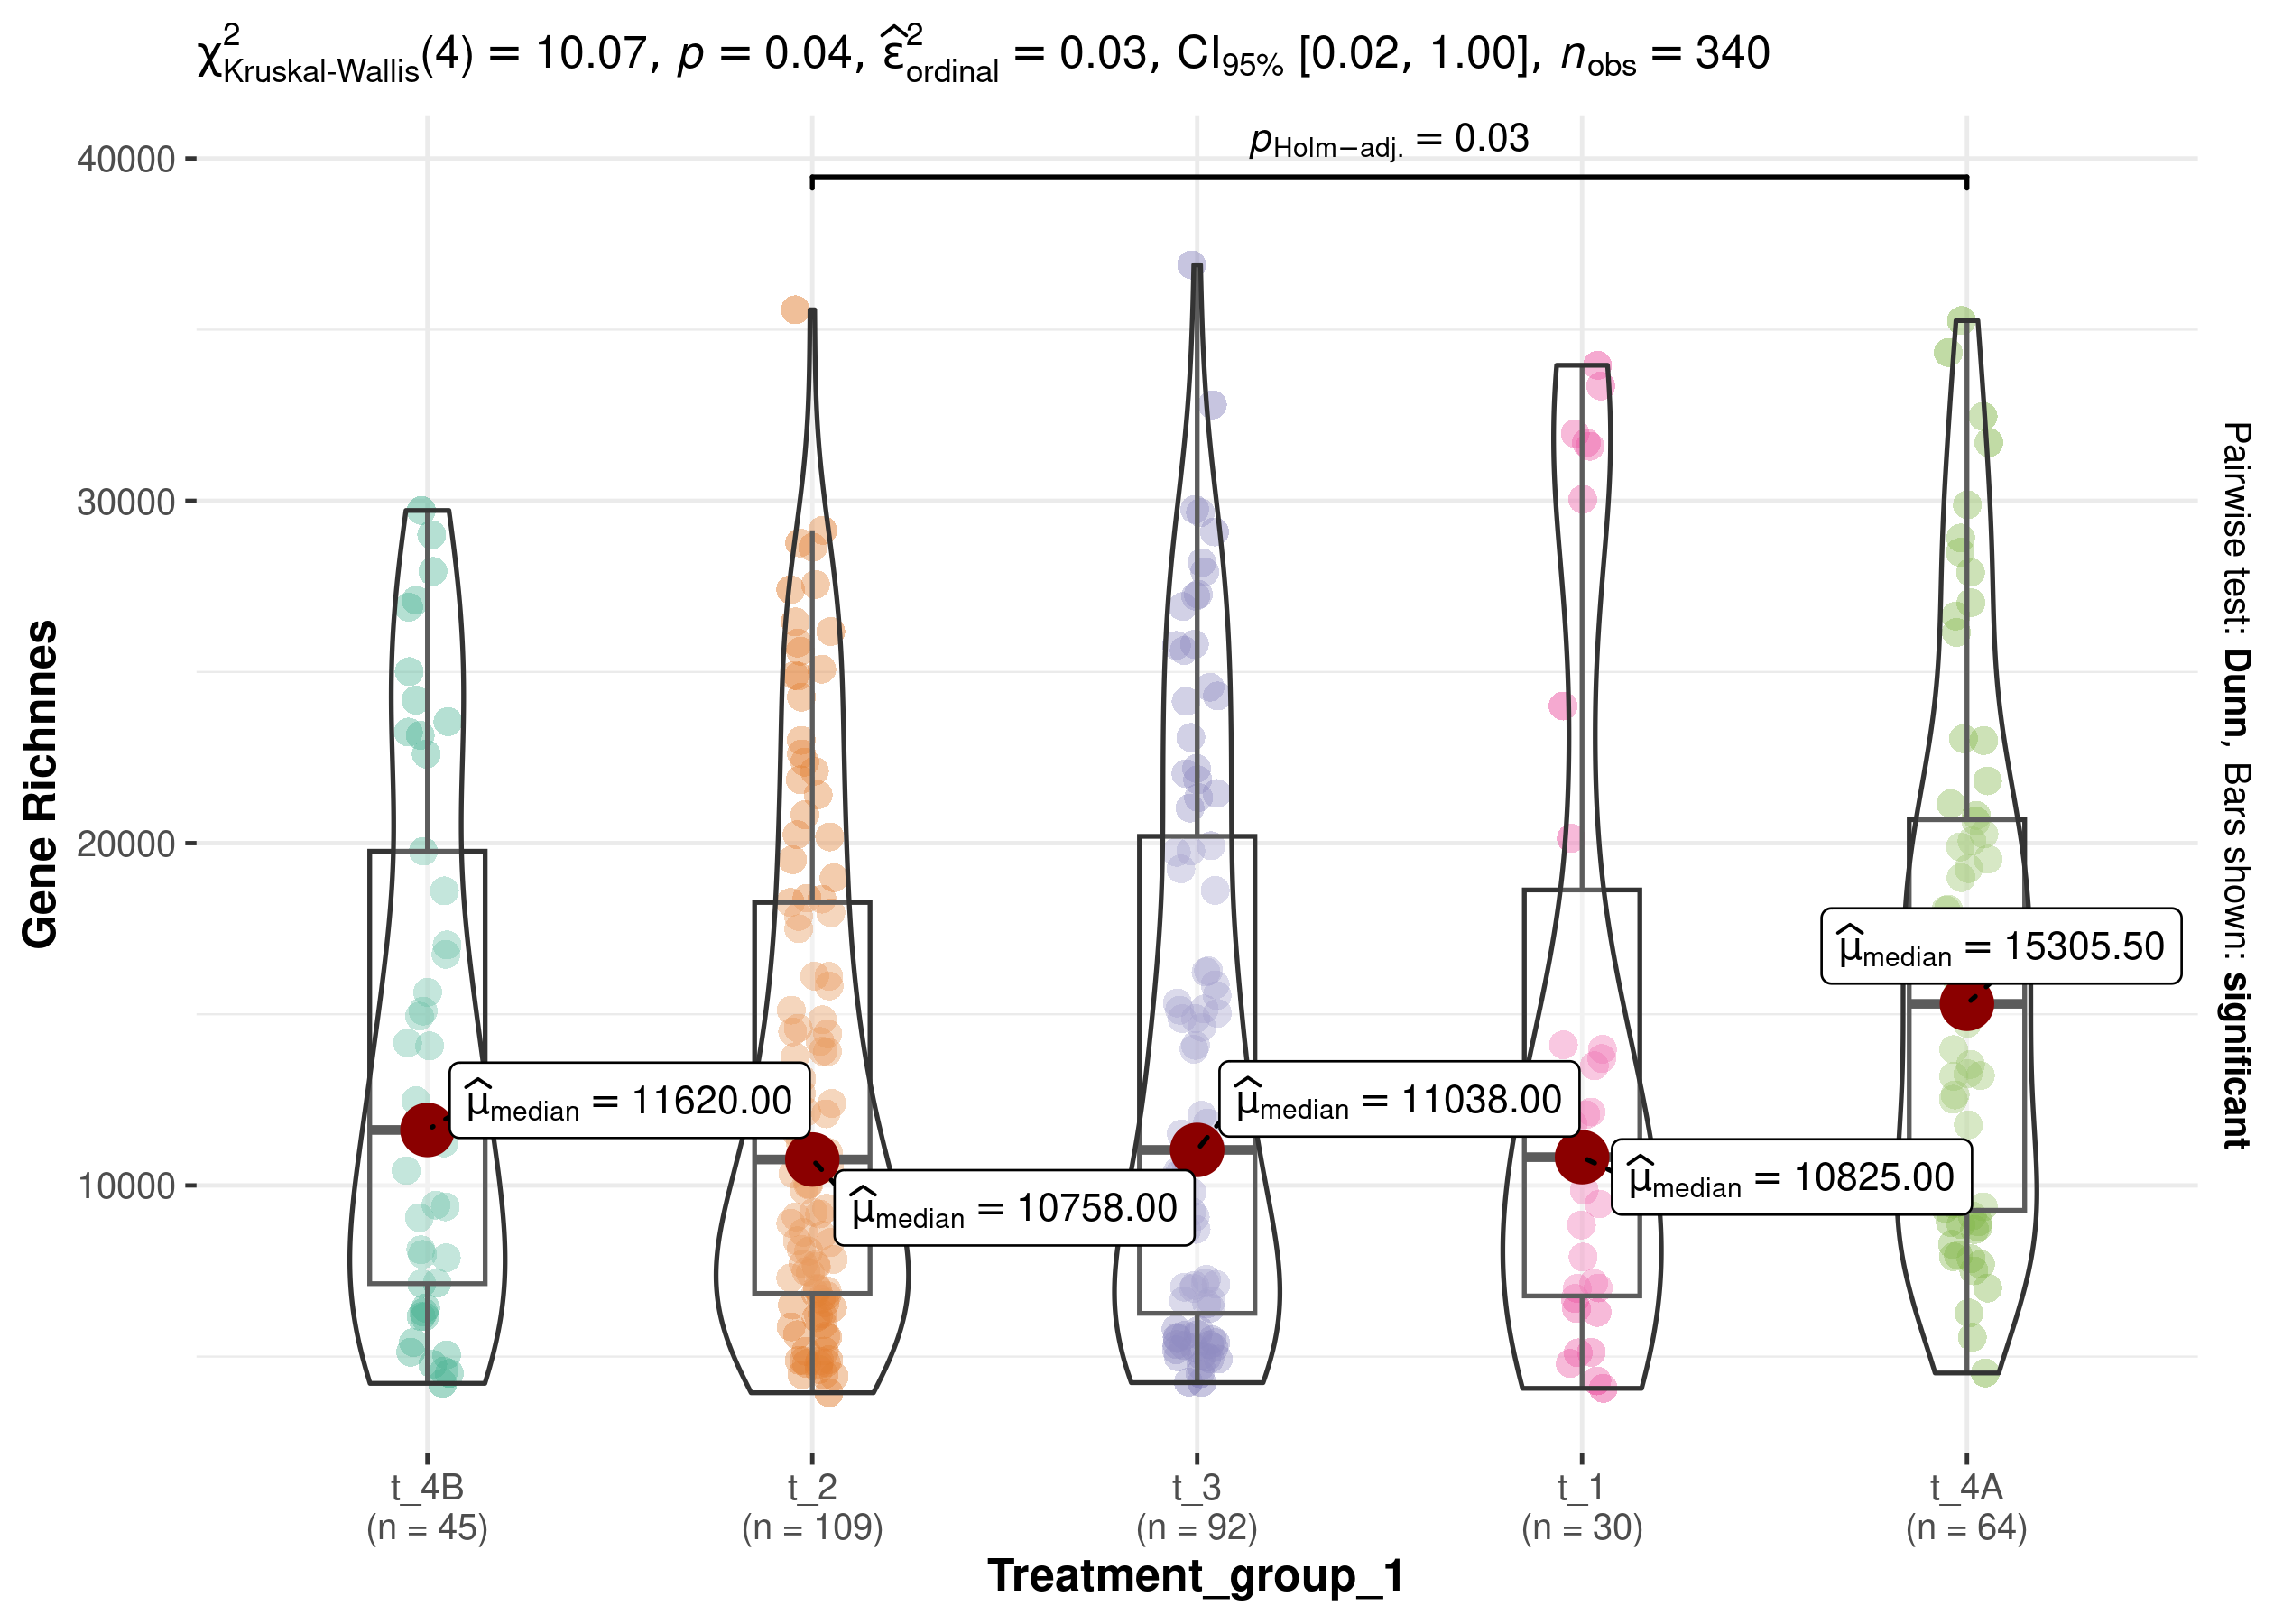 χ²Kruskal-Wallis(4) = 10.07, p = 0.04, ε̂²ordinal = 0.03, CI95% [0.02, 1.00], nobs = 340
pHolm−adj. = 0.03
40000
30000
20000
10000
Gene Richnnes
μ̂median = 11620.00
μ̂median = 10758.00
μ̂median = 11038.00
μ̂median = 10825.00
μ̂median = 15305.50
Pairwise test: Dunn, Bars shown: significant
t_4B
(n = 45)
t_2
(n = 109)
t_3
(n = 92)
t_1
(n = 30)
t_4A
(n = 64)
Treatment_group_1